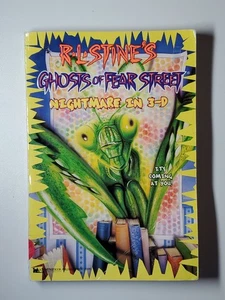 R·L·STINE'S
GHOSTS OF FEAR STREET
NIGHTMARE IN 3-D
IT'S
COMING
AT YOU!